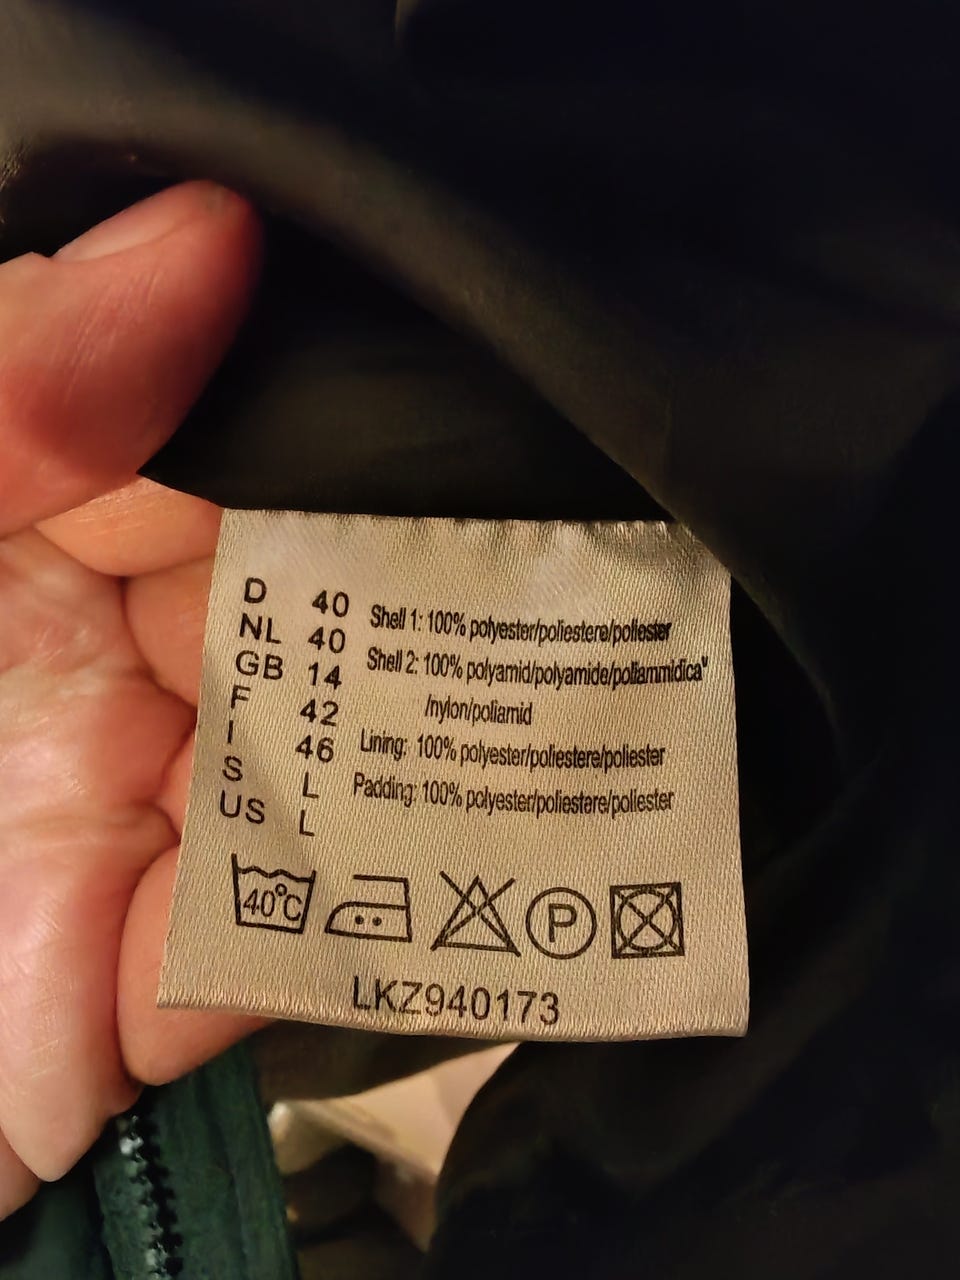 D 40
NL 40
GB 14
F 42
I 46
S L
US L
Shell 1: 100% polyester/poliestere/poliester
Shell 2: 100% polyamid/polyamide/poliammidica"
/nylon/poliamid
Lining: 100% polyester/poliestere/poliester
Padding: 100% polyester/poliestere/poliester
40°C
P
LKZ940173